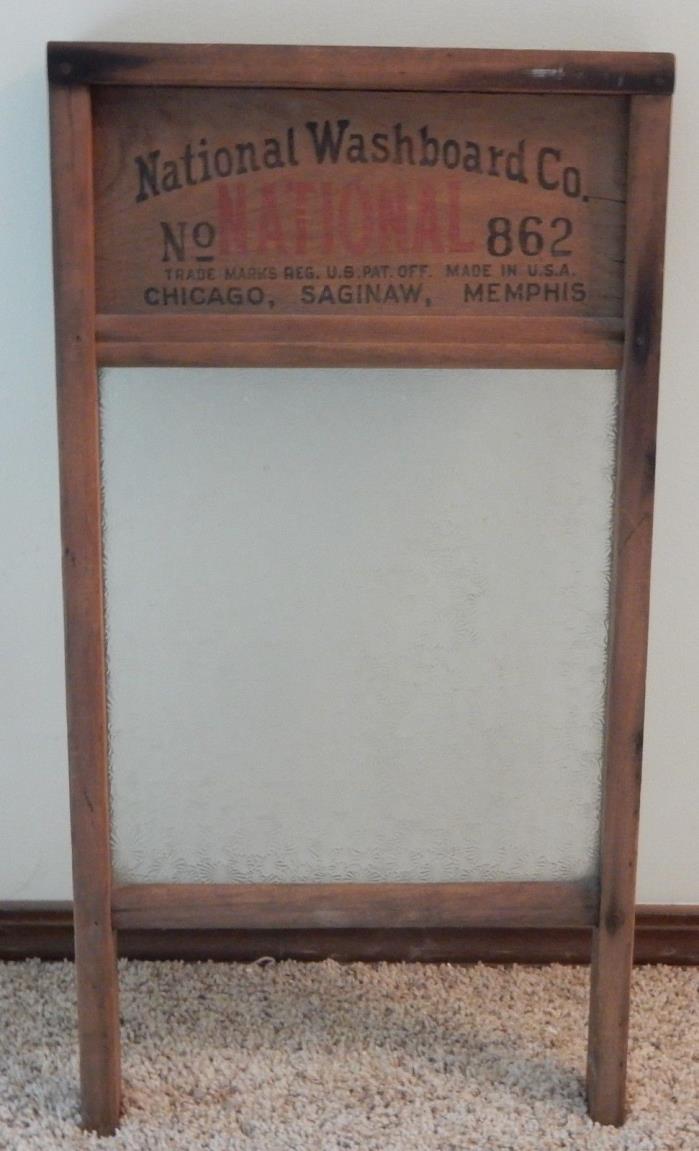 National Washboard Co.
No NATIONAL 862
TRADE MARKS REG. U.S. PAT. OFF. MADE IN U.S.A.
CHICAGO, SAGINAW, MEMPHIS